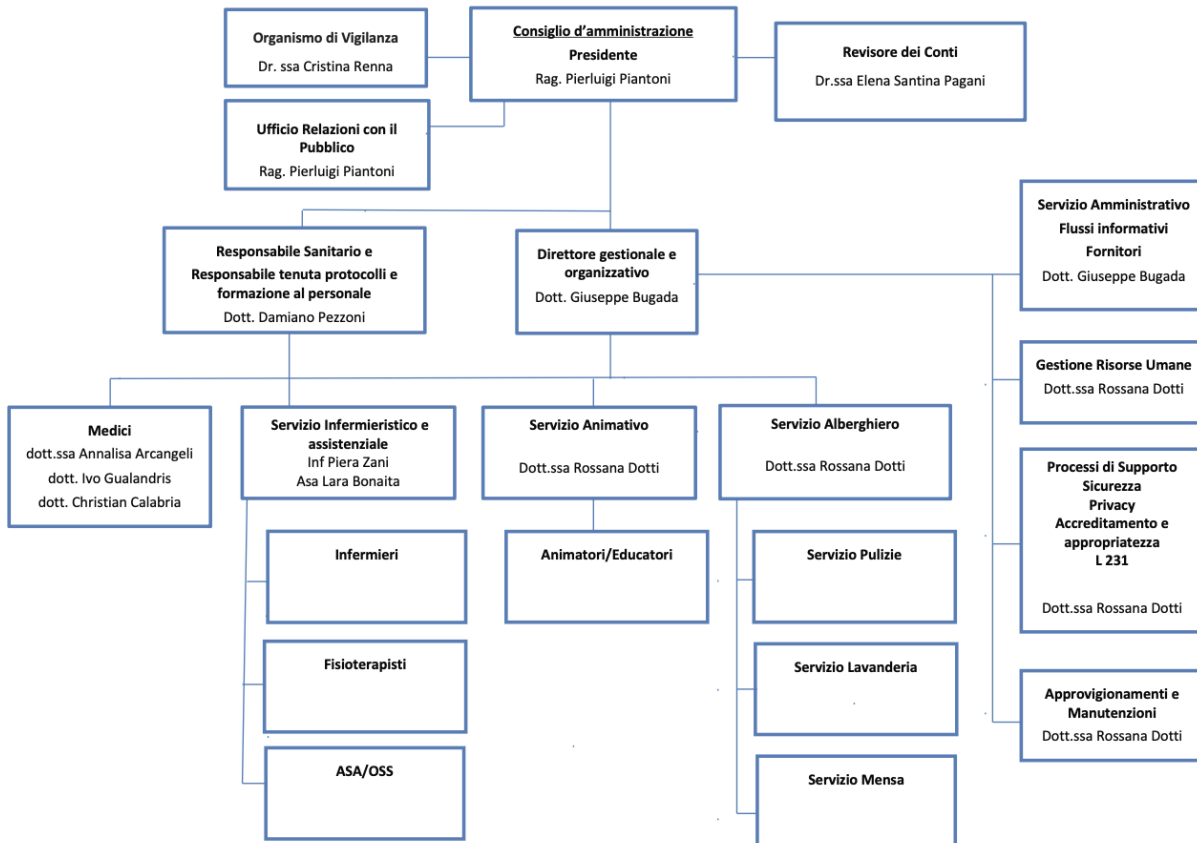 Organismo di Vigilanza
Dr. ssa Cristina Renna
Consiglio d'amministrazione
Presidente
Rag. Pierluigi Piantoni
Revisore dei Conti
Dr.ssa Elena Santina Pagani
Ufficio Relazioni con il
Pubblico
Rag. Pierluigi Piantoni
Responsabile Sanitario e
Responsabile tenuta protocolli e
formazione al personale
Dott. Damiano Pezzoni
Direttore gestionale e
organizzativo
Dott. Giuseppe Bugada
Servizio Amministrativo
Flussi informativi
Fornitori
Dott. Giuseppe Bugada
Gestione Risorse Umane
Dott.ssa Rossana Dotti
Medici
dott.ssa Annalisa Arcangeli
dott. Ivo Gualandris
dott. Christian Calabria
Servizio Infermieristico e
assistenziale
Inf Piera Zani
Asa Lara Bonaita
Servizio Animativo
Dott.ssa Rossana Dotti
Servizio Alberghiero
Dott.ssa Rossana Dotti
Processi di Supporto
Sicurezza
Privacy
Accreditamento e
appropriatezza
L 231
Dott.ssa Rossana Dotti
Infermieri
Animatori/Educatori
Servizio Pulizie
Fisioterapisti
Servizio Lavanderia
Approvigionamenti e
Manutenzioni
Dott.ssa Rossana Dotti
ASA/OSS
Servizio Mensa